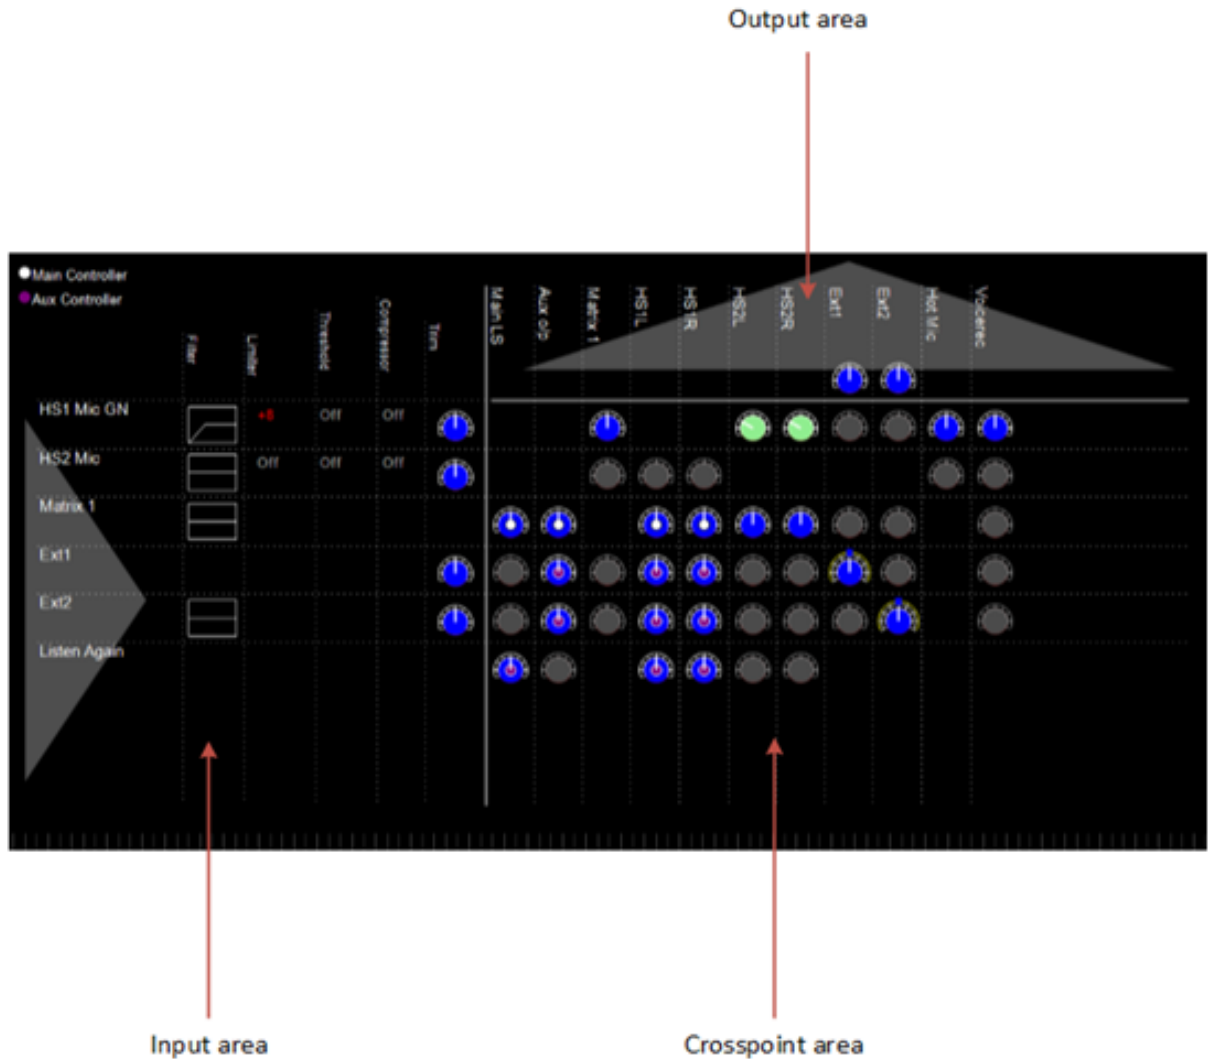 Output area
Main Controller
Aux Controller
Filter
Limiter
Threshold
Compressor
Trim
Main LS
Aux o/p
Matrix 1
HS1L
HS1R
HS2L
HS2R
Ext1
Ext2
Hot Mic
Voicerec
HS1 Mic GN +8 Off Off
HS2 Mic Off Off Off
Matrix 1
Ext1
Ext2
Listen Again
Input area
Crosspoint area